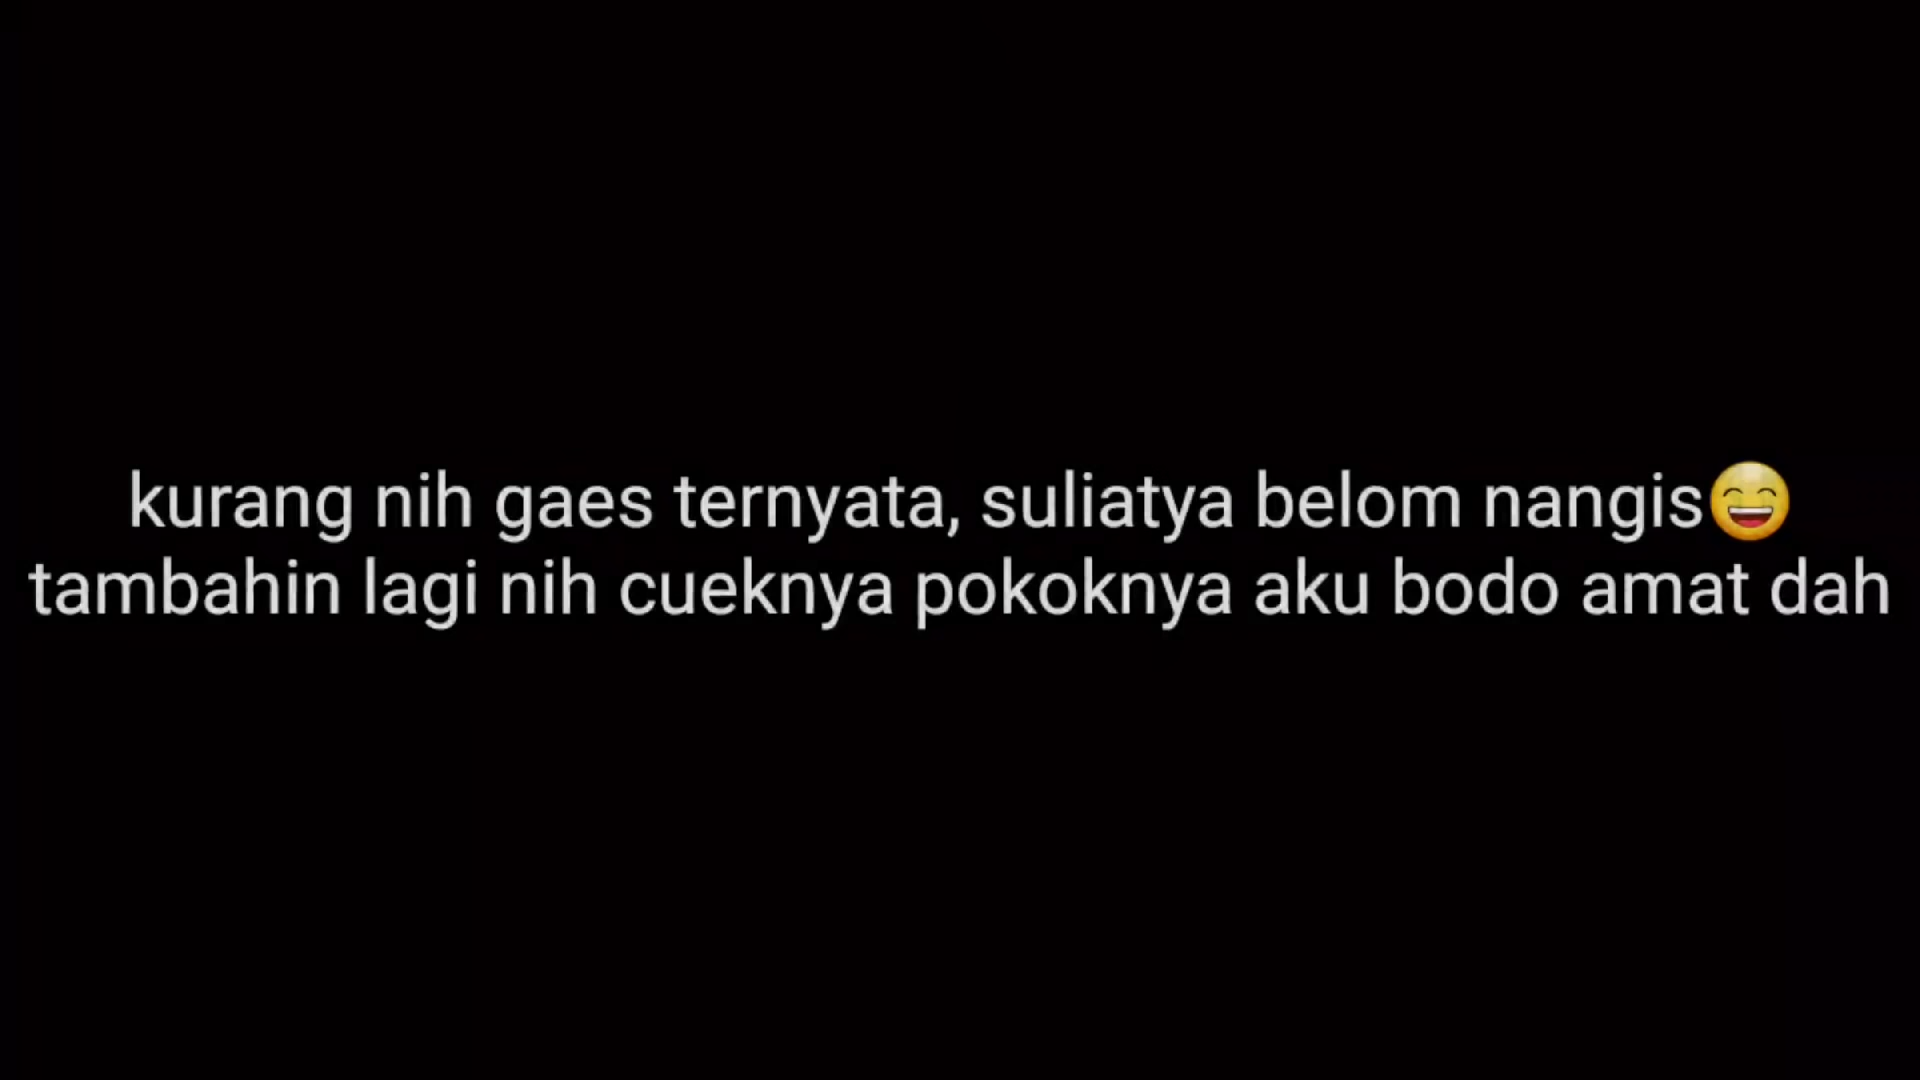 kurang nih gaes ternyata, suliatya belom nangis😄
tambahin lagi nih cueknya pokoknya aku bodo amat dah